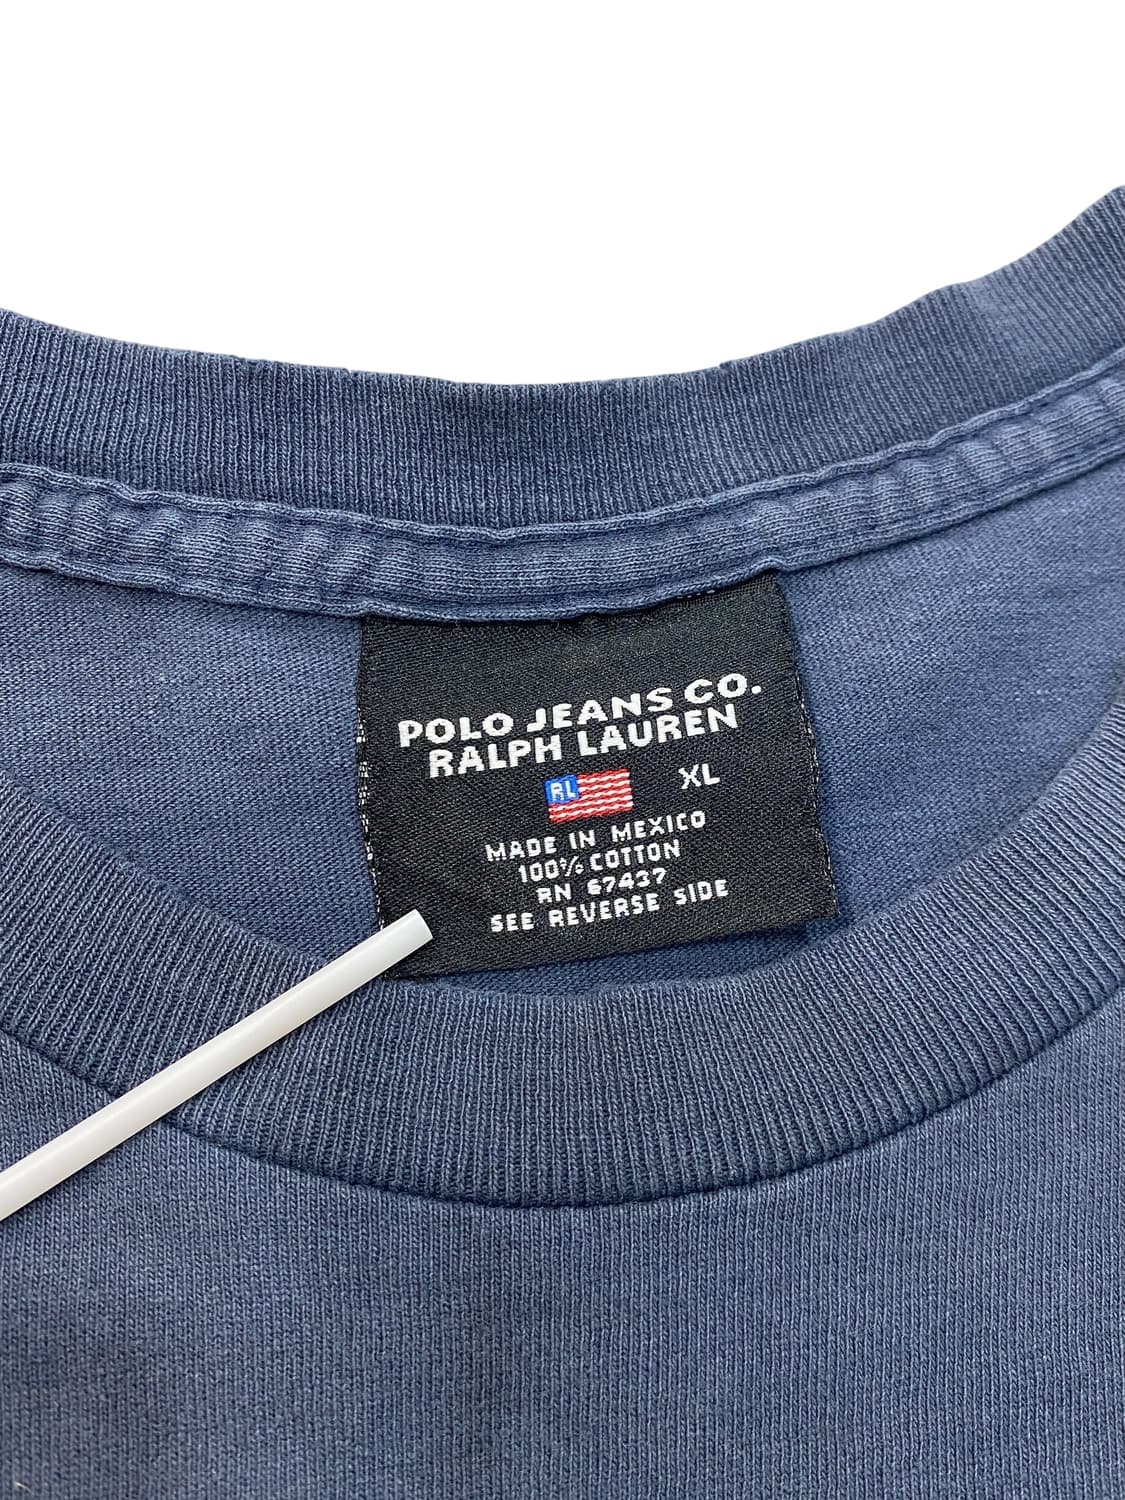 POLO JEANS CO.
RALPH LAUREN
RL
XL
MADE IN MEXICO
100% COTTON
RN 67437
SEE REVERSE SIDE